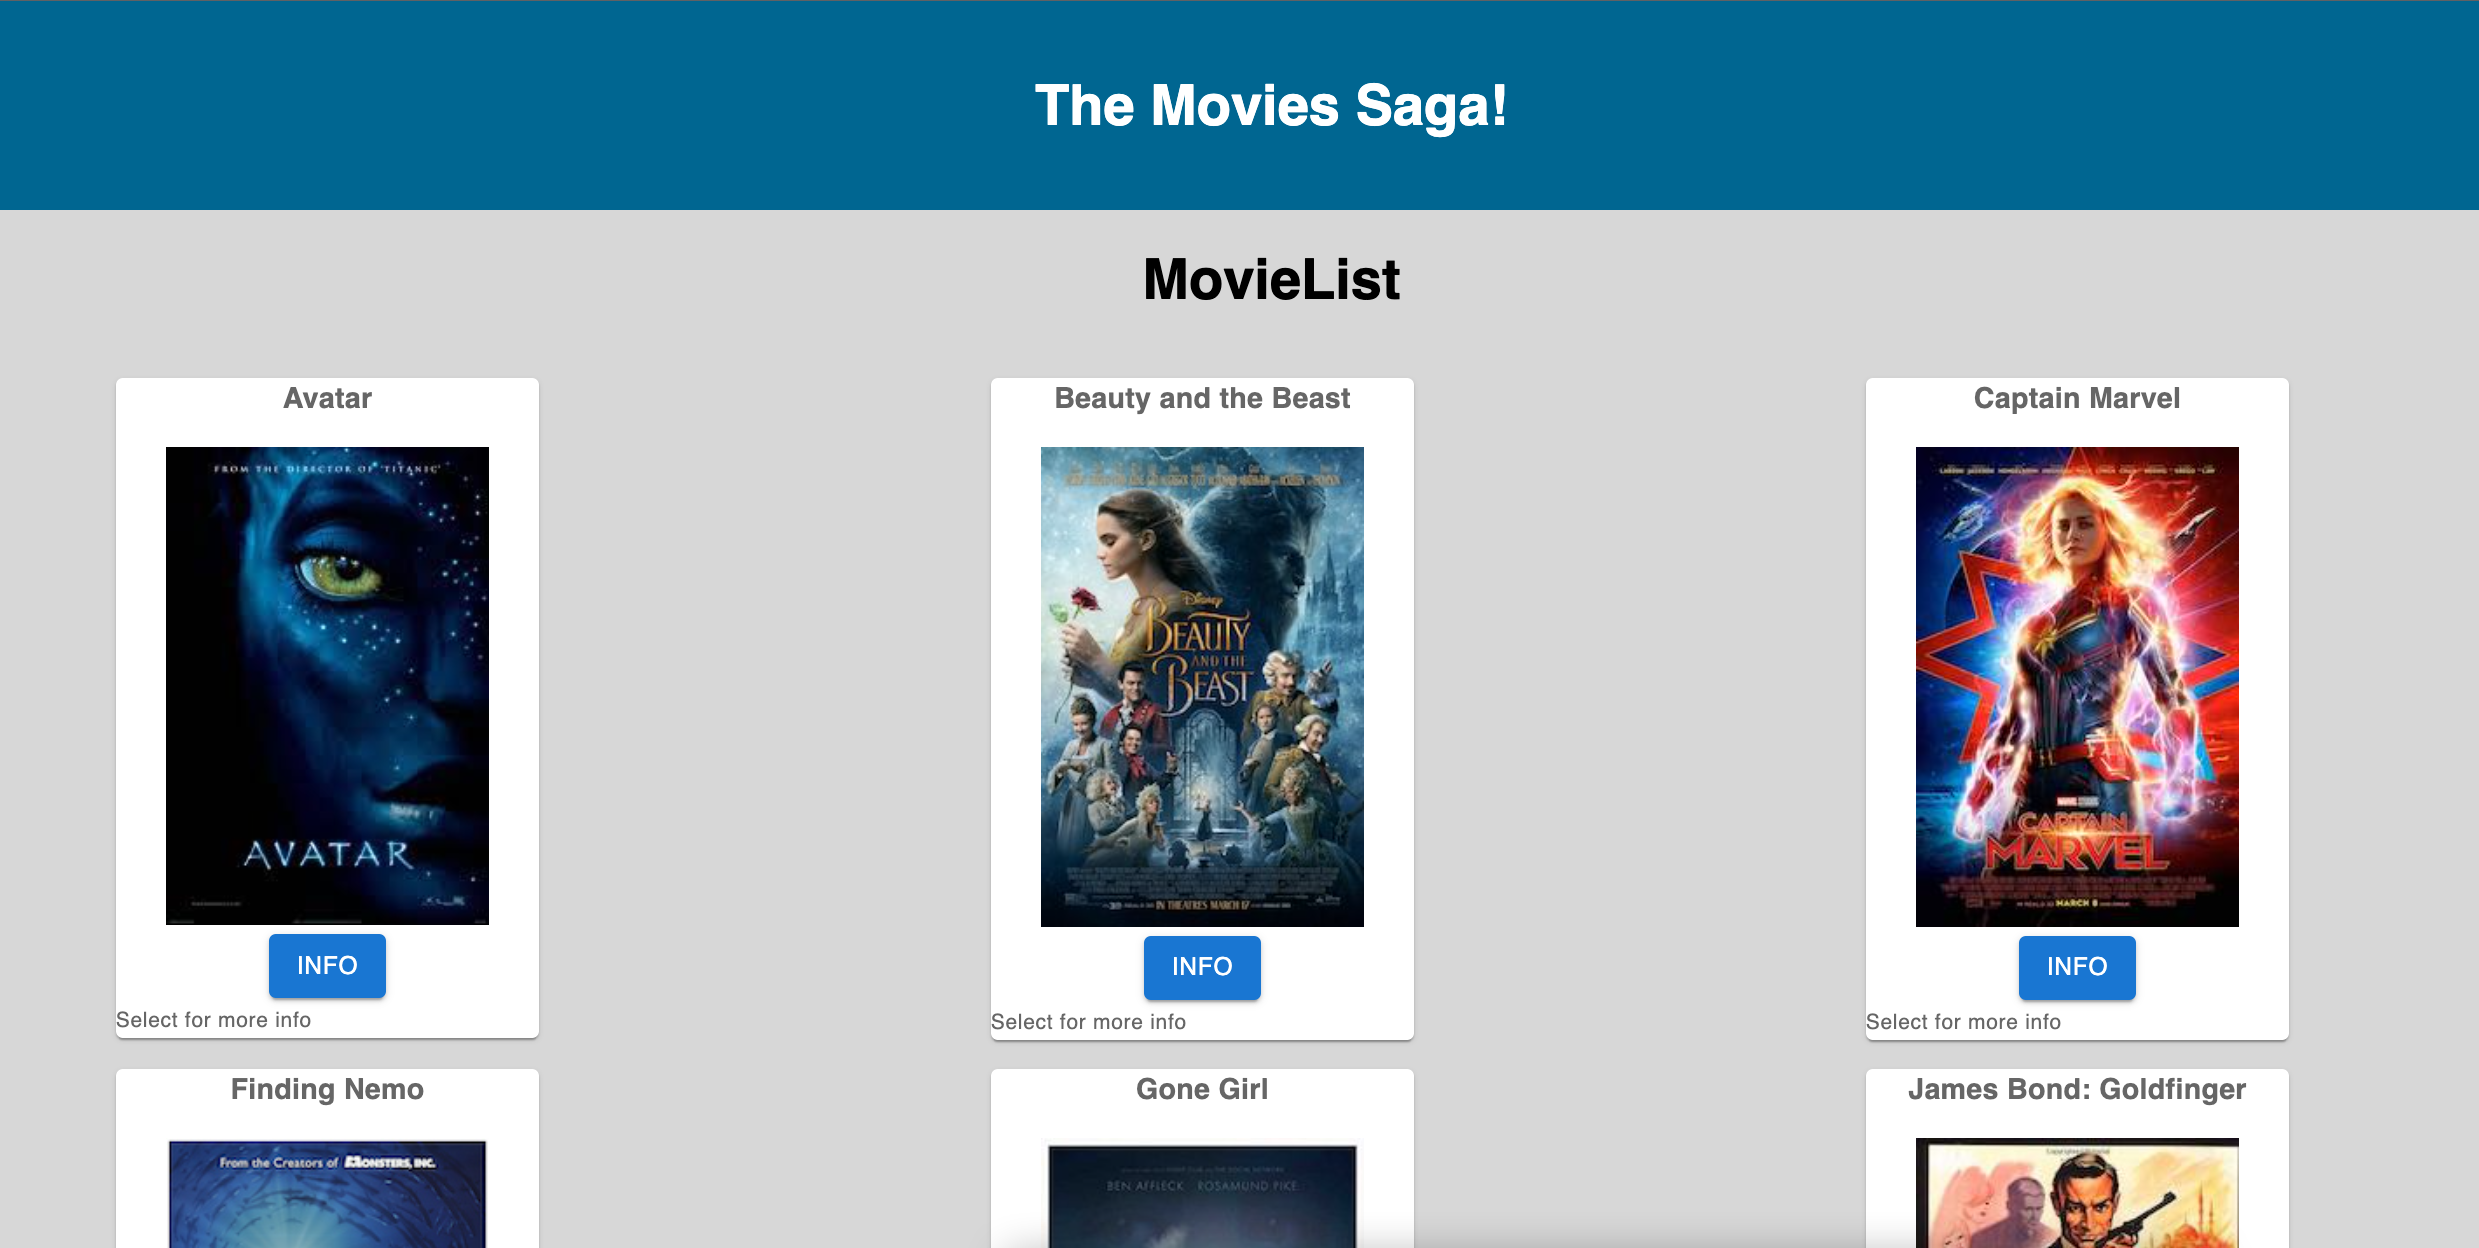 The Movies Saga!
MovieList
Avatar
Beauty and the Beast
Captain Marvel
FROM THE DIRECTOR OF 'TITANIC'
AVATAR
Disney
BEAUTY
AND THE
BEAST
IN THEATRES MARCH 17
CAPTAIN
MARVEL
MARCH 8
INFO
INFO
INFO
Select for more info
Select for more info
Select for more info
Finding Nemo
Gone Girl
James Bond: Goldfinger
From the Creators of MONSTERS, INC.
BEN AFFLECK ROSAMUND PIKE